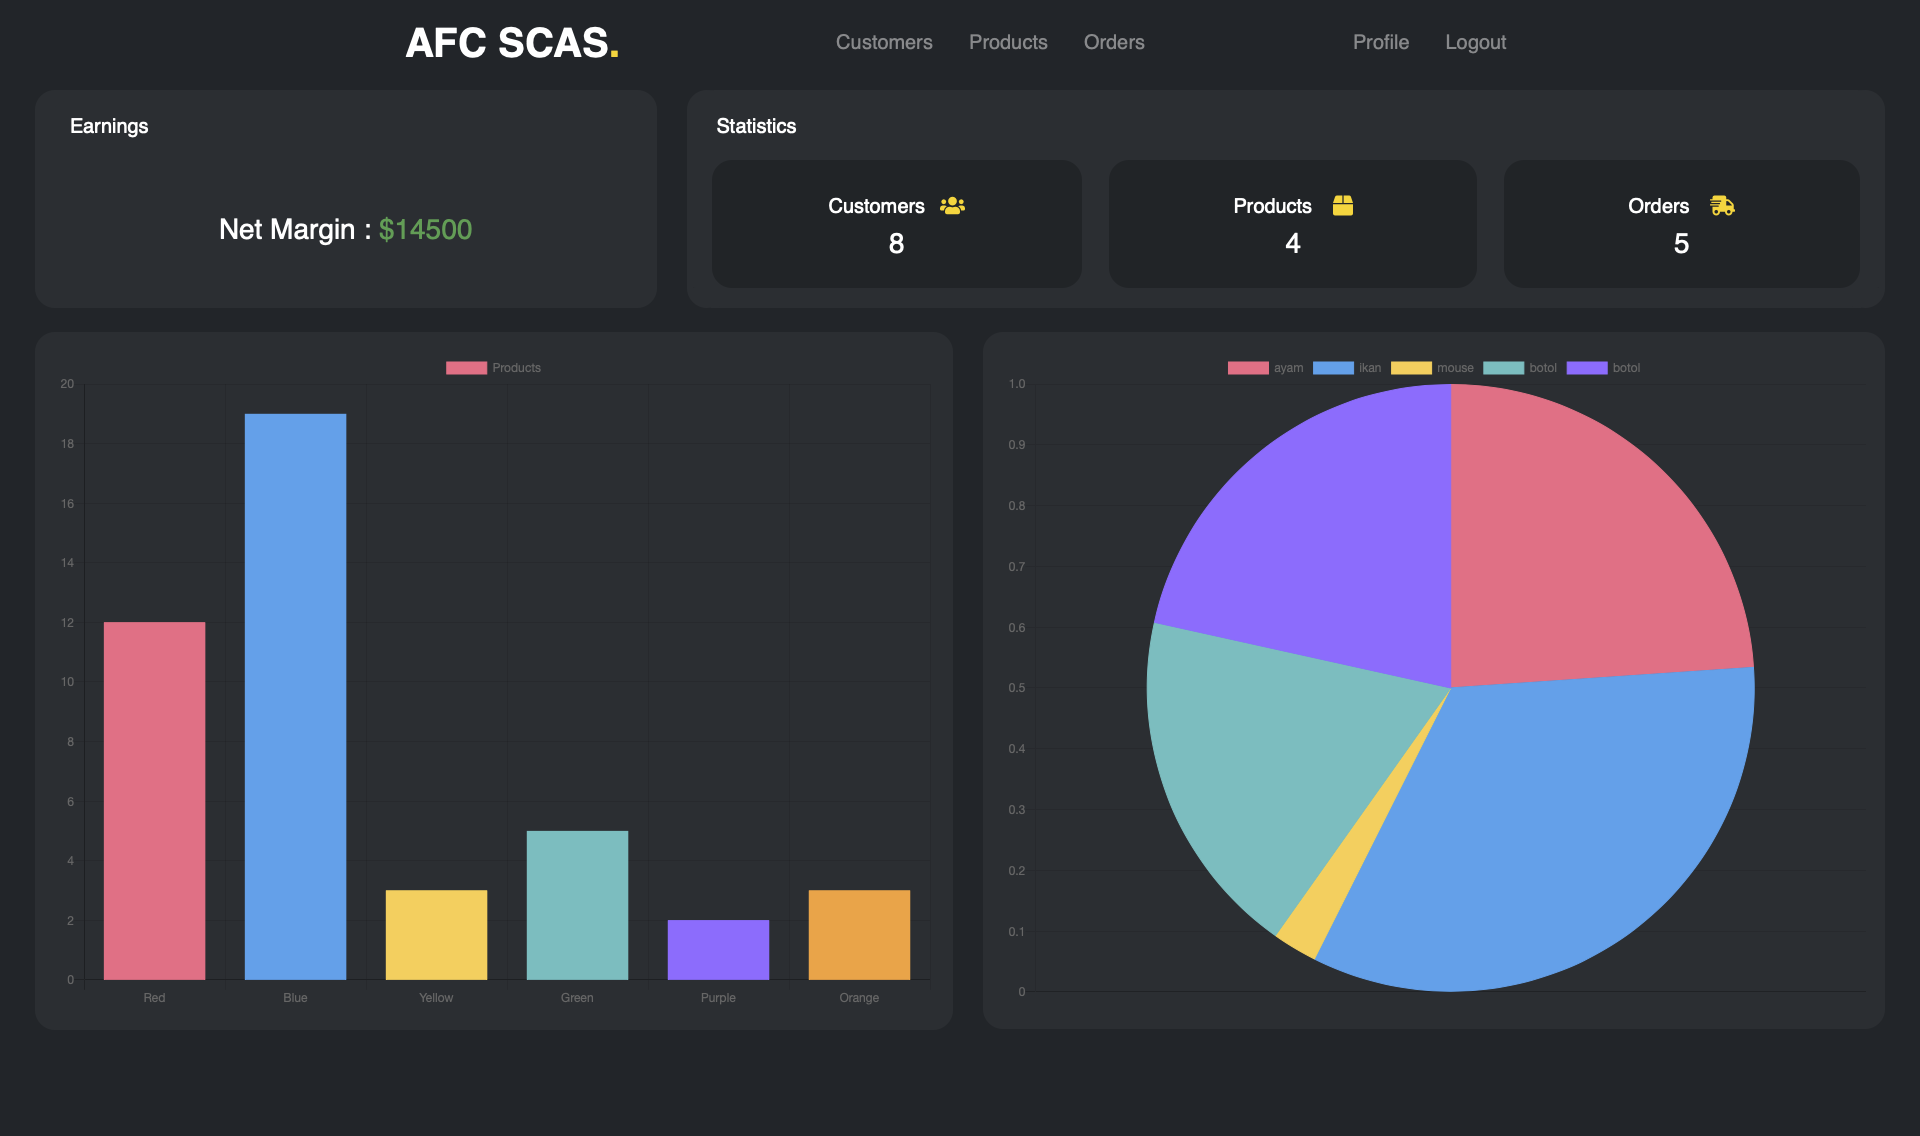 AFC SCAS.
Customers Products Orders
Profile Logout
Earnings
Net Margin : $14500
Statistics
Customers
8
Products
4
Orders
5
Products
20
18
16
14
12
10
8
6
4
2
0
Red Blue Yellow Green Purple Orange
ayam ikan mouse botol botol
1.0
0.9
0.8
0.7
0.6
0.5
0.4
0.3
0.2
0.1
0